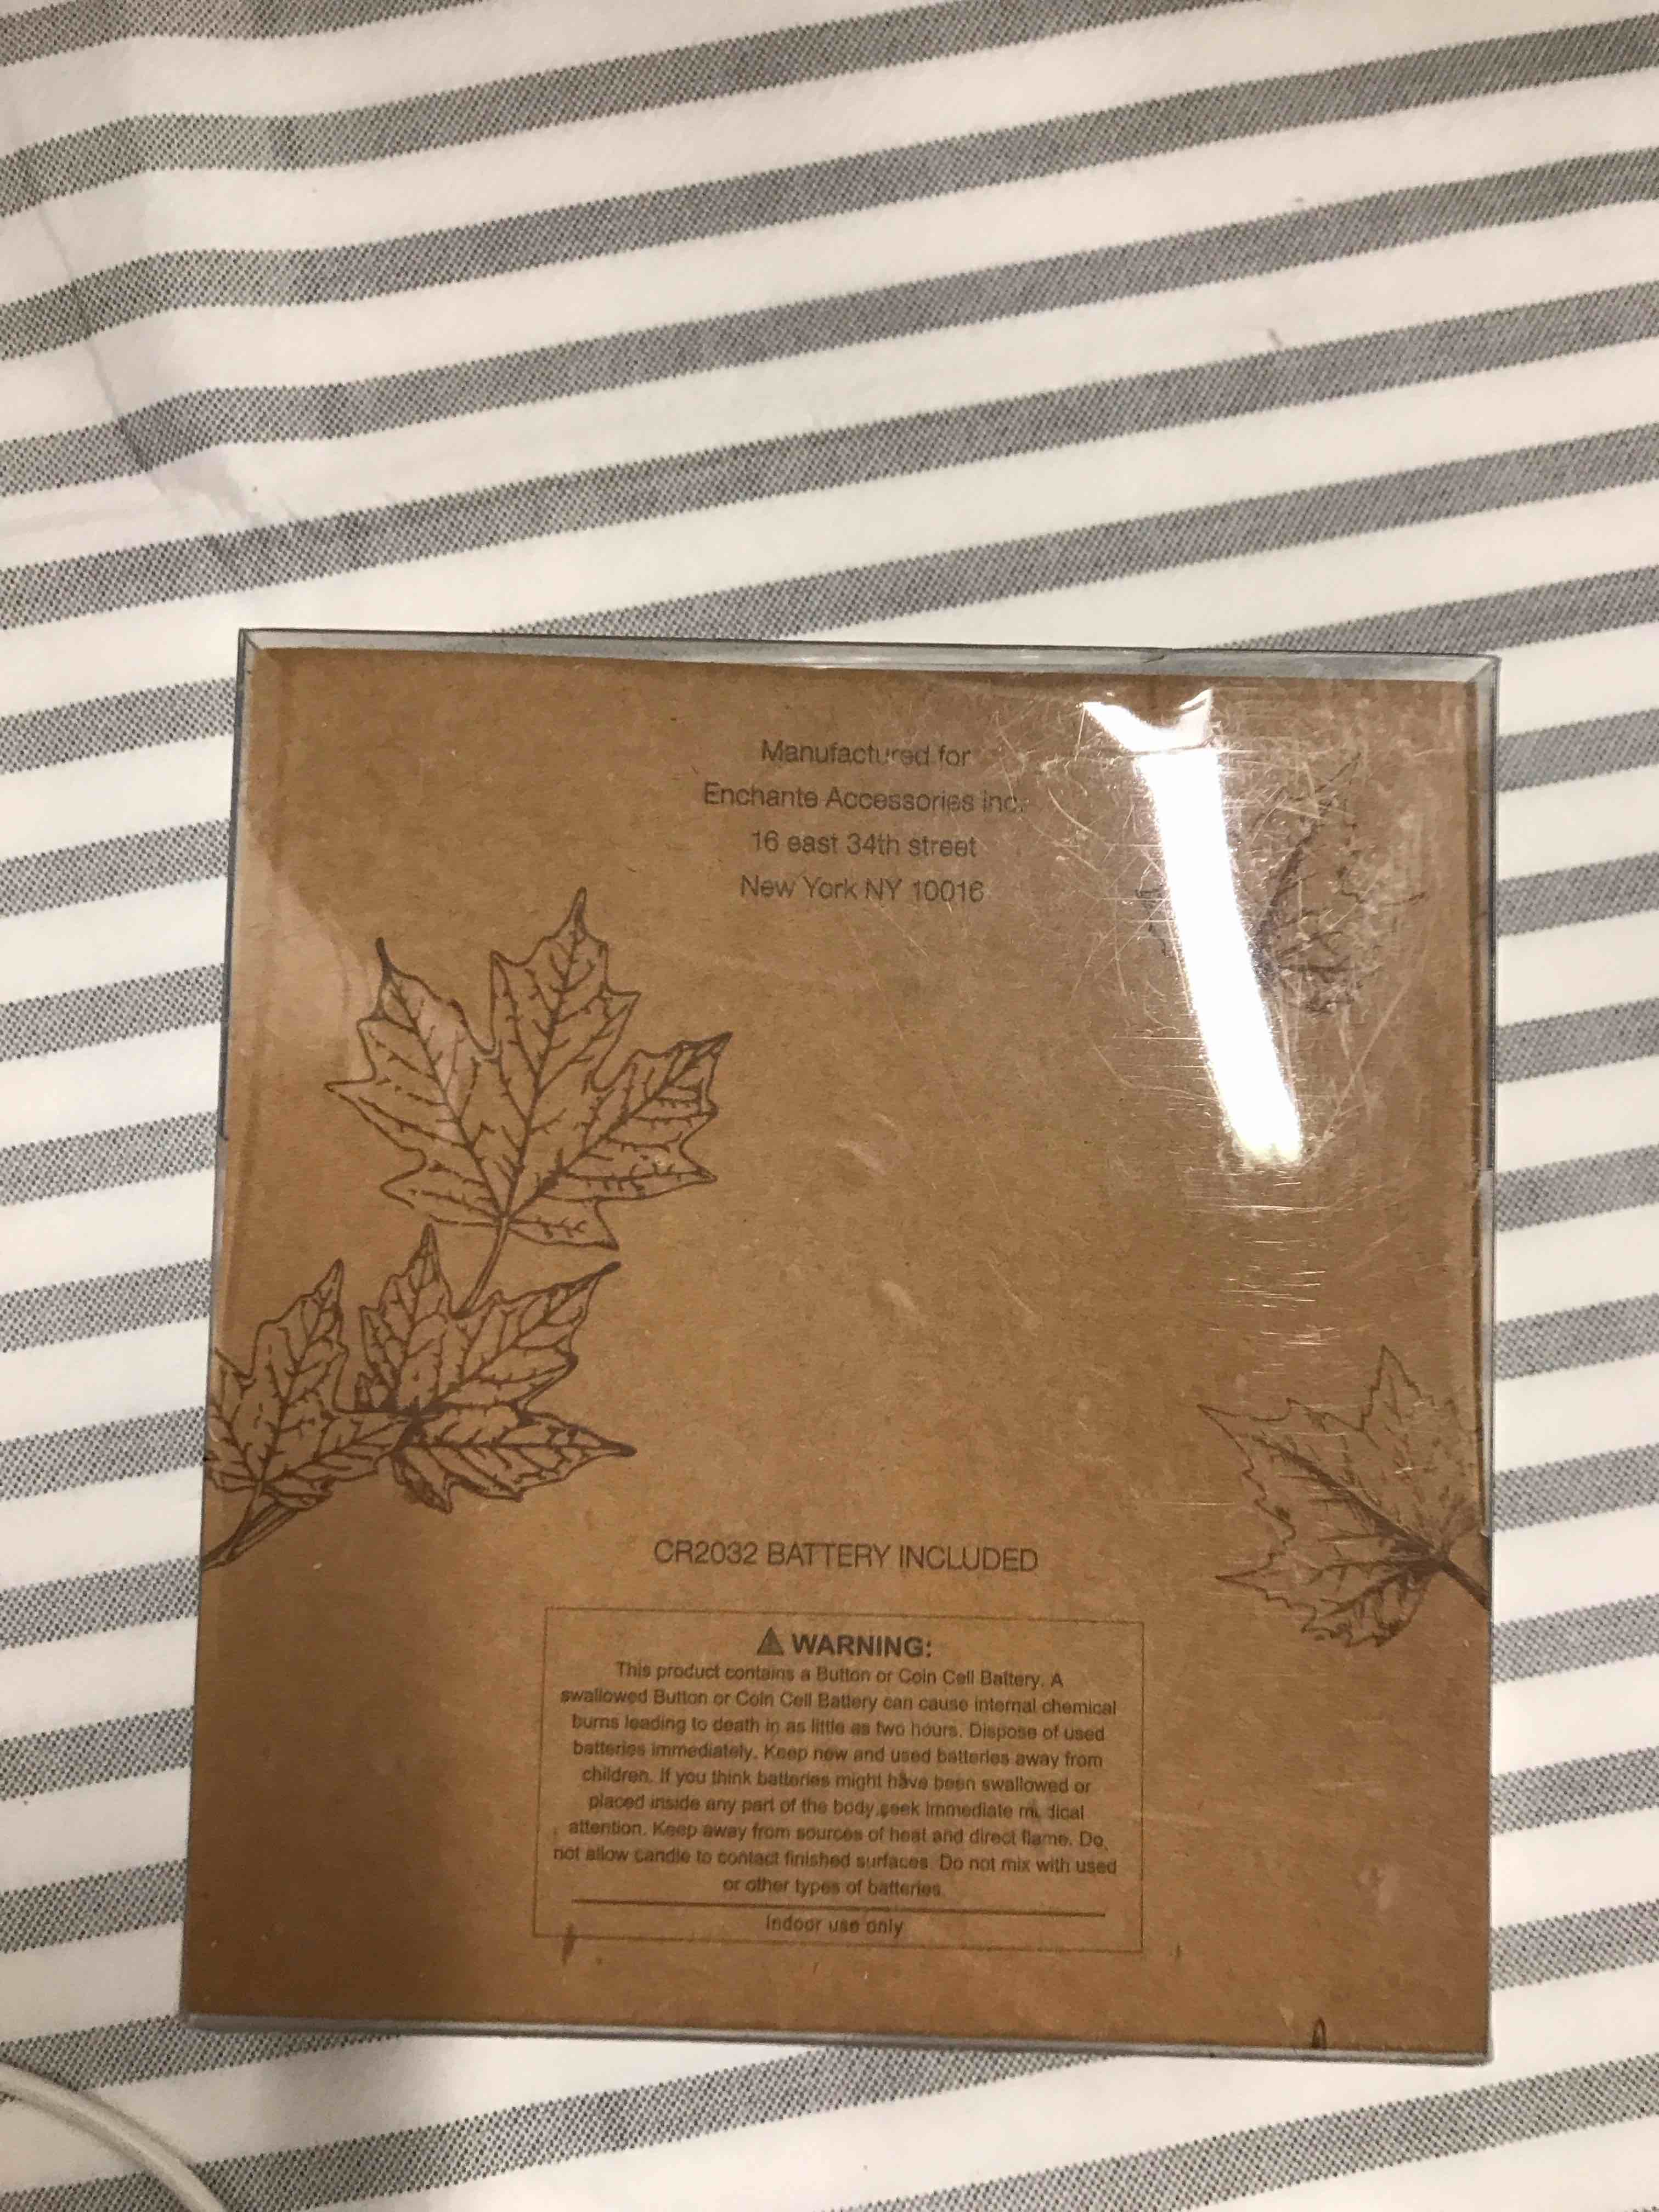 Manufactured for
Enchante Accessories inc.
16 east 34th street
New York NY 10016
CR2032 BATTERY INCLUDED
WARNING:
This product contains a Button or Coin Cell Battery. A
swallowed Button or Coin Cell Battery can cause internal chemical
burns leading to death in as little as two hours. Dispose of used
batteries immediately. Keep new and used batteries away from
children. If you think batteries might have been swallowed or
placed inside any part of the body seek immediate medical
attention. Keep away from sources of heat and direct flame. Do
not allow candle to contact finished surfaces. Do not mix with used
or other types of batteries.
Indoor use only